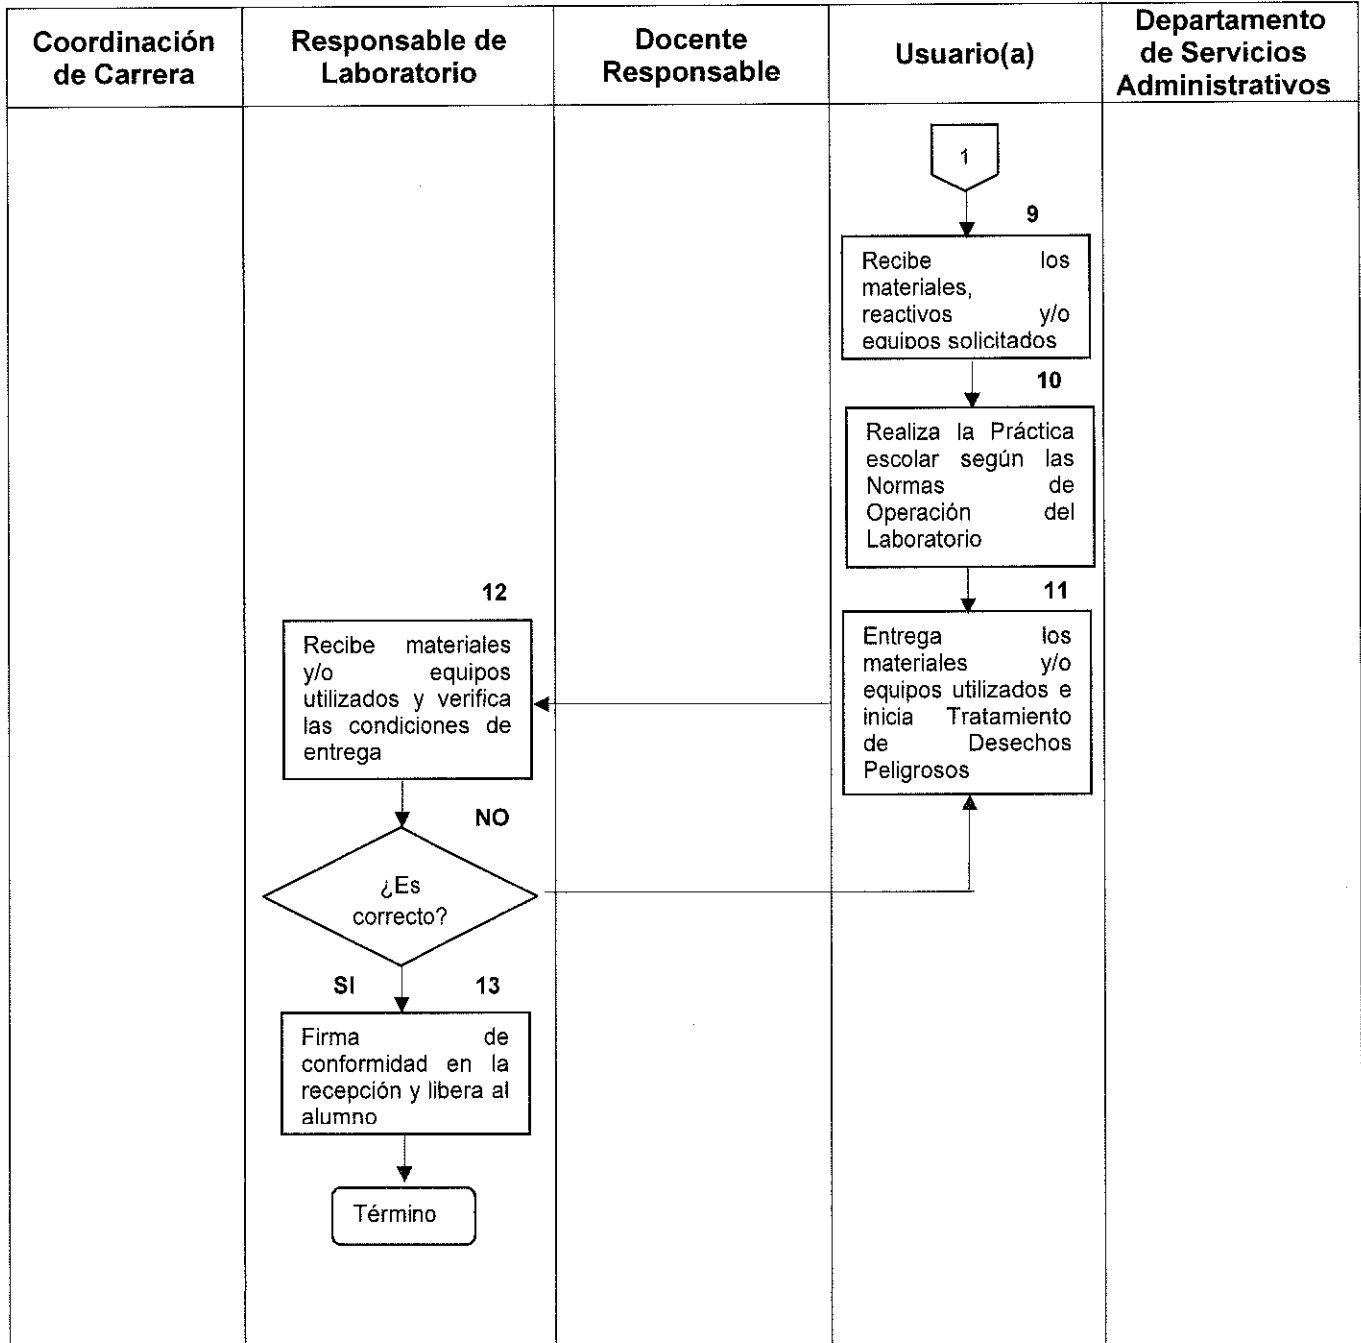 Coordinación
de Carrera
Responsable de
Laboratorio
Docente
Responsable
Usuario(a)
Departamento
de Servicios
Administrativos
1
9
Recibe los
materiales,
reactivos y/o
equipos solicitados
10
Realiza la Práctica
escolar según las
Normas de
Operación del
Laboratorio
11
Entrega los
materiales y/o
equipos utilizados e
inicia Tratamiento
de Desechos
Peligrosos
12
Recibe materiales
y/o equipos
utilizados y verifica
las condiciones de
entrega
NO
¿Es
correcto?
SI
13
Firma de
conformidad en la
recepción y libera al
alumno
Término